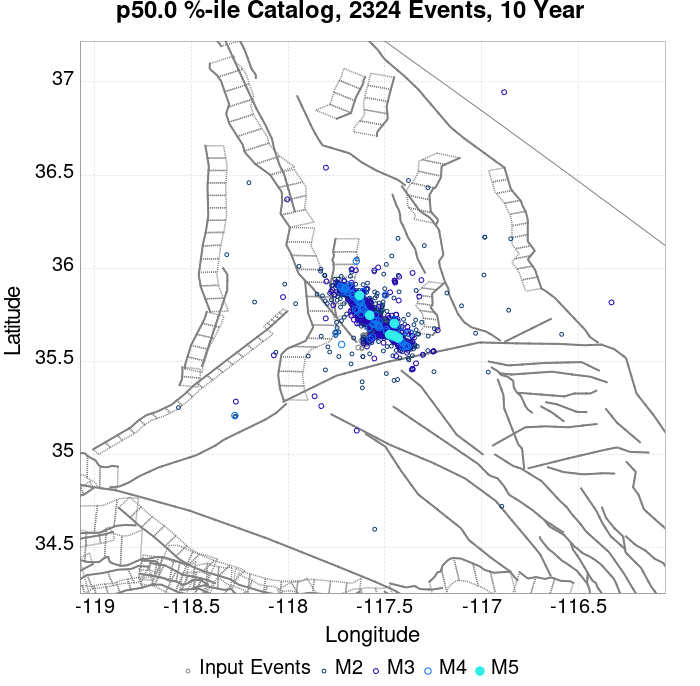 p50.0 %-ile Catalog, 2324 Events, 10 Year
37
36.5
36
35.5
35
34.5
Latitude
-119
-118.5
-118
-117.5
-117
-116.5
Longitude
Input Events
M2
M3
M4
M5